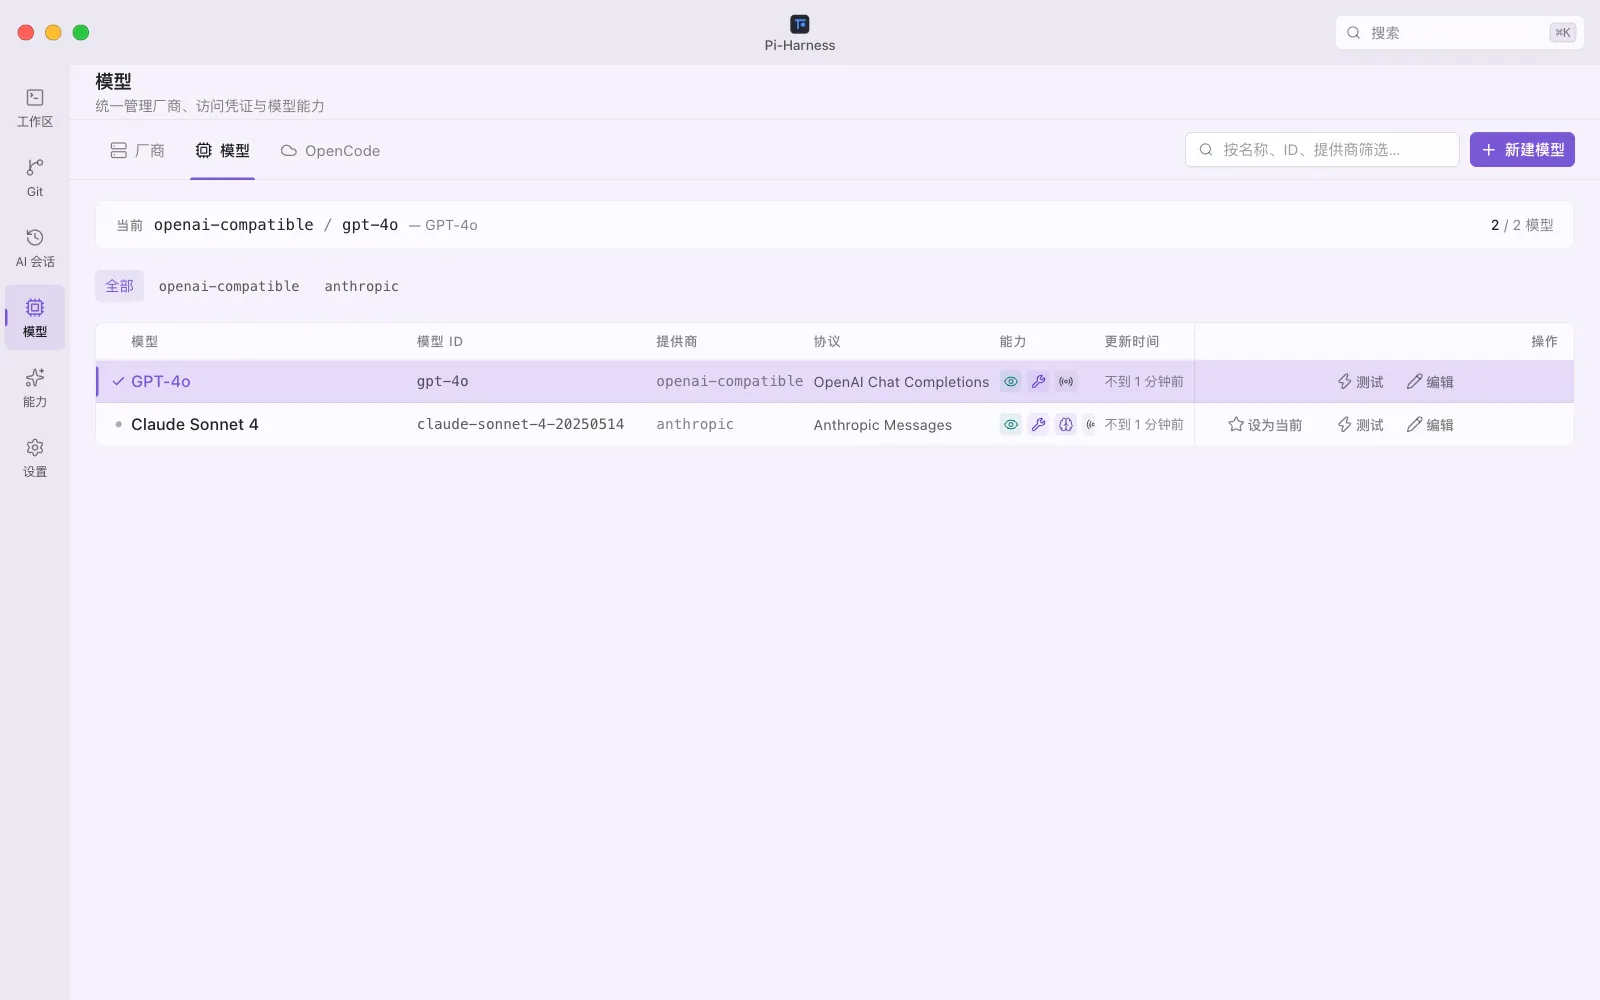 Pi-Harness
搜索
⌘K
工作区
Git
AI 会话
模型
能力
设置
模型
统一管理厂商、访问凭证与模型能力
厂商
模型
OpenCode
按名称、ID、提供商筛选...
新建模型
当前 openai-compatible / gpt-4o — GPT-4o
2 / 2 模型
全部 openai-compatible anthropic
模型 模型 ID 提供商 协议 能力 更新时间 操作
GPT-4o gpt-4o openai-compatible OpenAI Chat Completions 不到 1 分钟前 测试 编辑
Claude Sonnet 4 claude-sonnet-4-20250514 anthropic Anthropic Messages 不到 1 分钟前 设为当前 测试 编辑